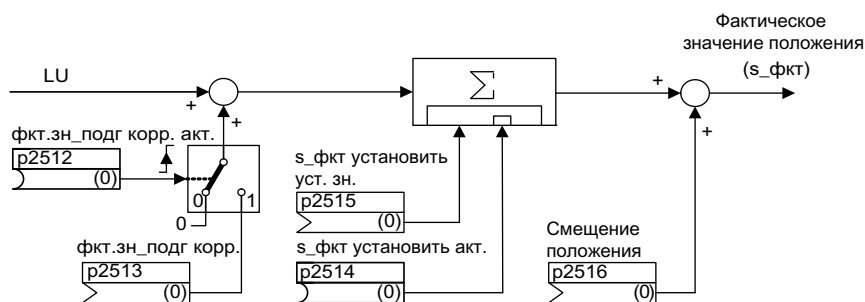 Фактическое
значение положения
(s_фкт)
LU
+
+
+
+
Σ
фкт.зн_подг корр. акт.
p2512
(0)
0
1
0
фкт.зн_подг корр.
p2513
(0)
s_фкт установить
уст. зн.
p2515
(0)
s_фкт установить акт.
p2514
(0)
Смещение
положения
p2516
(0)